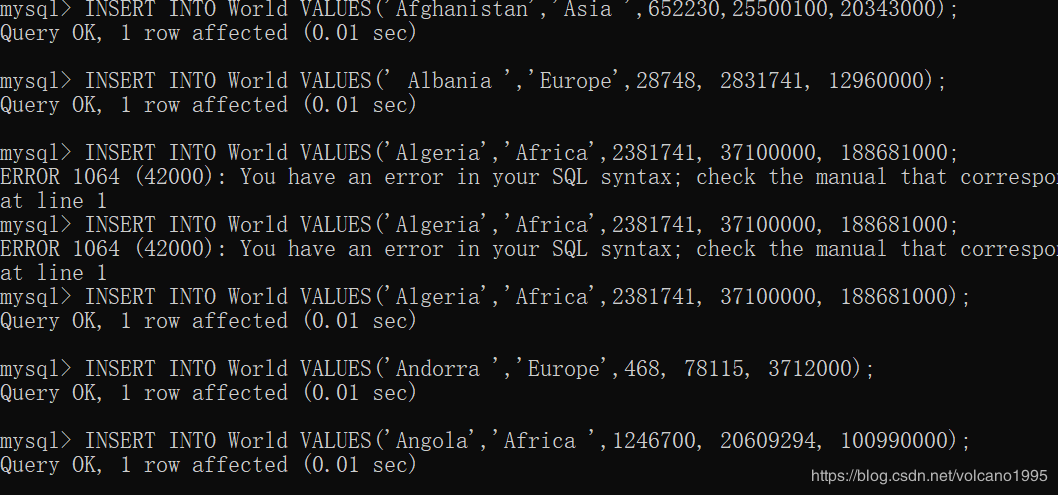 mysql> INSERT INTO World VALUES('Afghanistan','Asia ',652230,25500100,20343000);
Query OK, 1 row affected (0.01 sec)
mysql> INSERT INTO World VALUES(' Albania ','Europe',28748, 2831741, 12960000);
Query OK, 1 row affected (0.01 sec)
mysql> INSERT INTO World VALUES('Algeria','Africa',2381741, 37100000, 188681000;
ERROR 1064 (42000): You have an error in your SQL syntax; check the manual that correspo
at line 1
mysql> INSERT INTO World VALUES('Algeria','Africa',2381741, 37100000, 188681000;
ERROR 1064 (42000): You have an error in your SQL syntax; check the manual that correspo
at line 1
mysql> INSERT INTO World VALUES('Algeria','Africa',2381741, 37100000, 188681000);
Query OK, 1 row affected (0.01 sec)
mysql> INSERT INTO World VALUES('Andorra ','Europe',468, 78115, 3712000);
Query OK, 1 row affected (0.01 sec)
mysql> INSERT INTO World VALUES('Angola','Africa ',1246700, 20609294, 100990000);
Query OK, 1 row affected (0.01 sec)
https://blog.csdn.net/volcano1995